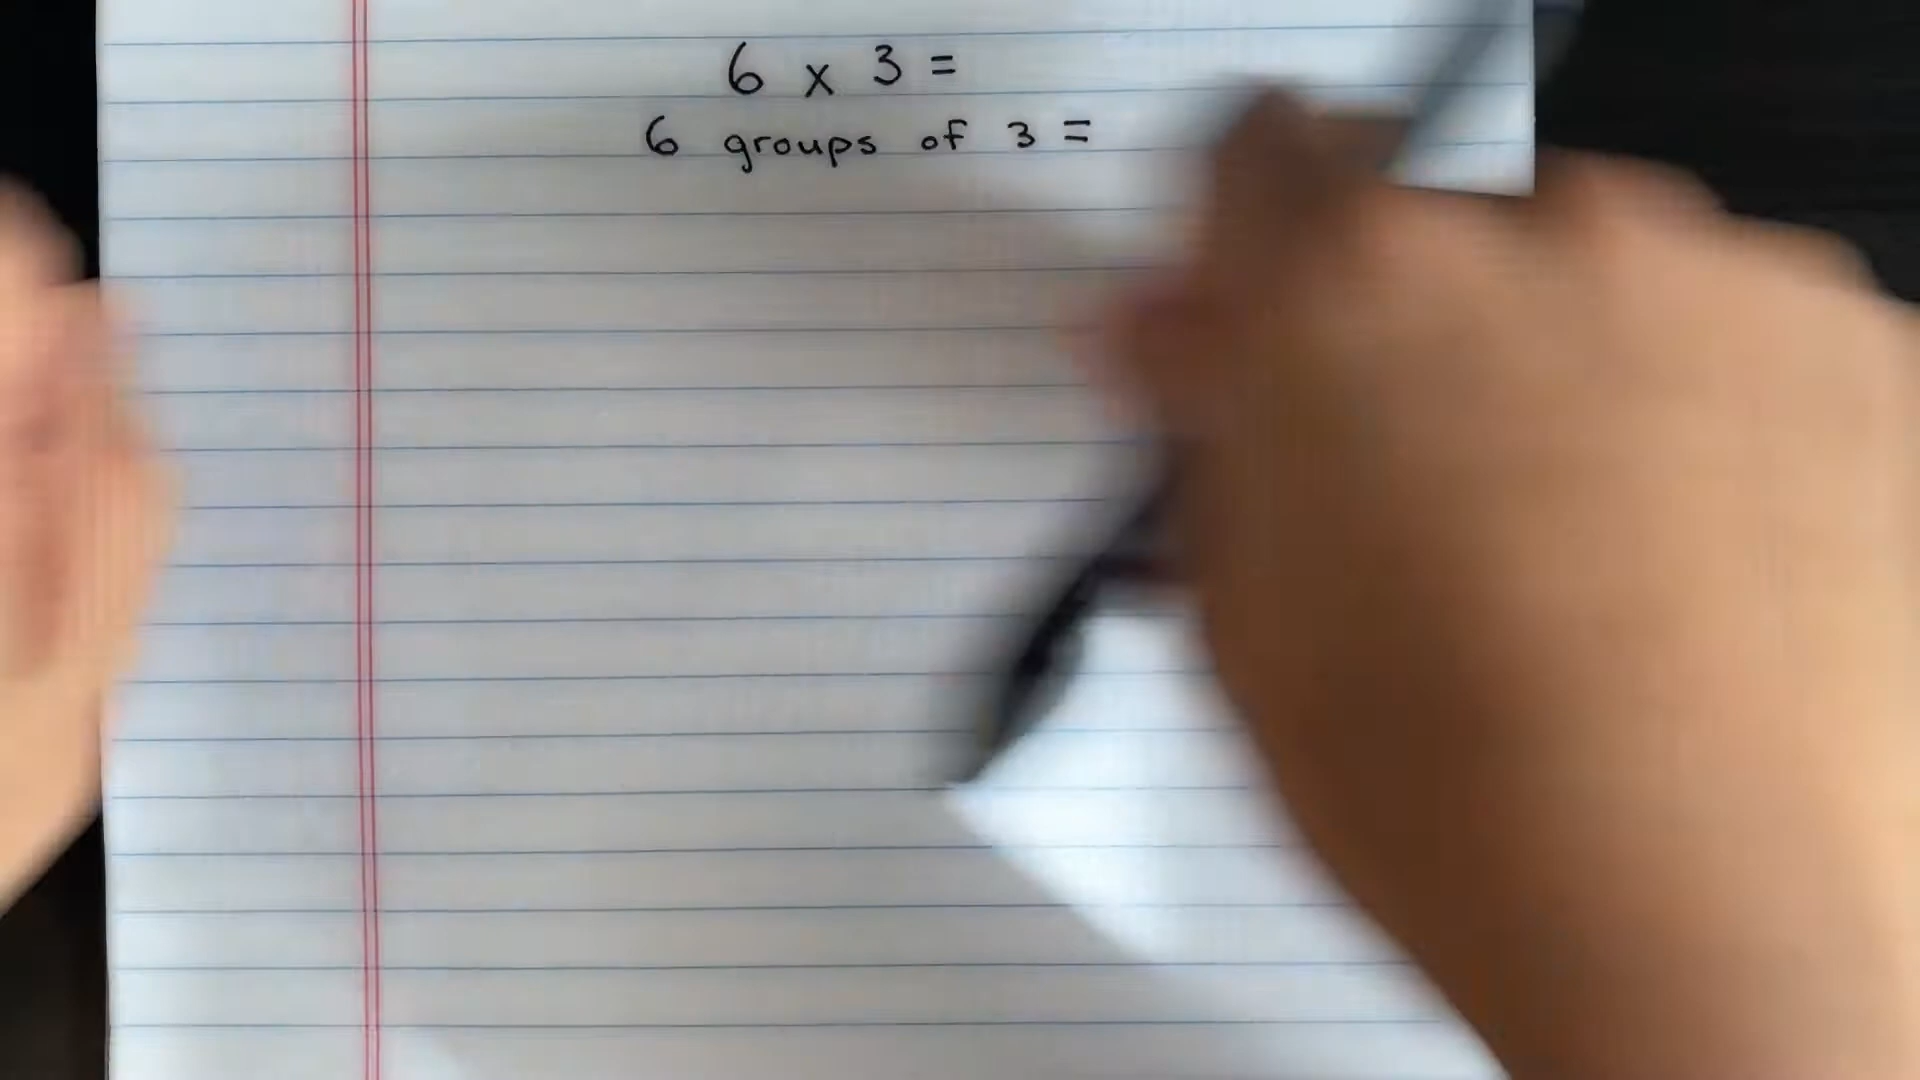 6 x 3 =
6 groups of 3 =